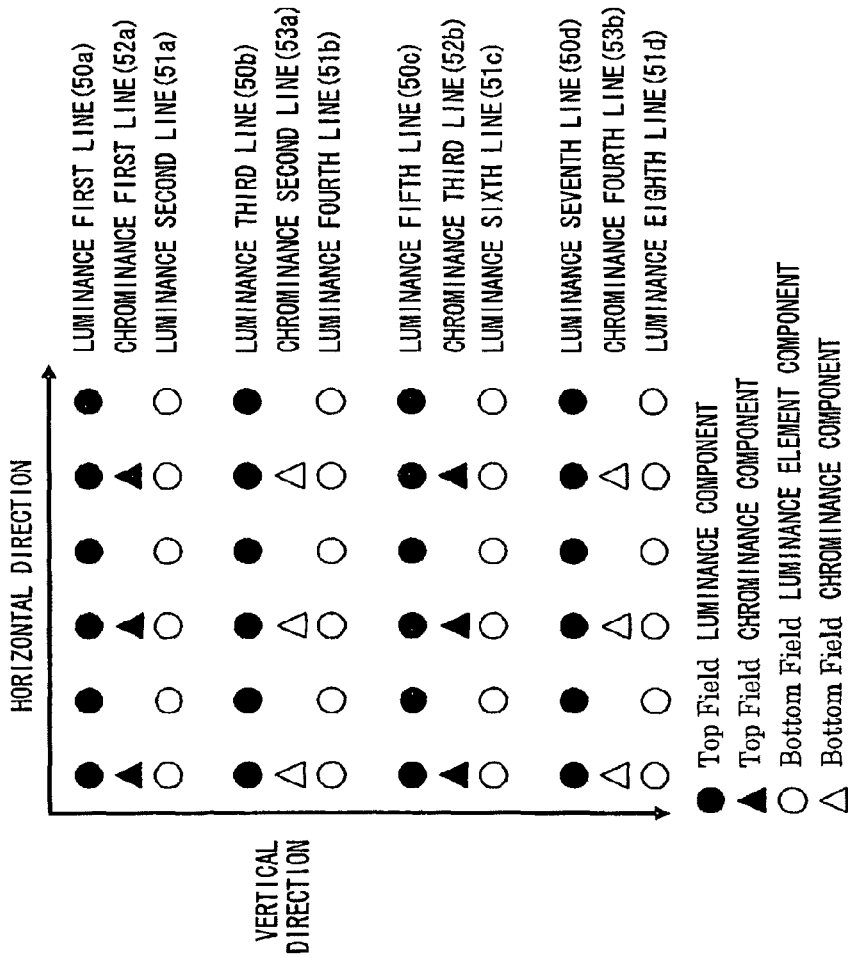 HORIZONTAL DIRECTION
VERTICAL
DIRECTION
LUMINANCE FIRST LINE(50a)
CHROMINANCE FIRST LINE(52a)
LUMINANCE SECOND LINE(51a)
LUMINANCE THIRD LINE(50b)
CHROMINANCE SECOND LINE(53a)
LUMINANCE FOURTH LINE(51b)
LUMINANCE FIFTH LINE(50c)
CHROMINANCE THIRD LINE(52b)
LUMINANCE SIXTH LINE(51c)
LUMINANCE SEVENTH LINE(50d)
CHROMINANCE FOURTH LINE(53b)
LUMINANCE EIGHTH LINE(51d)
Top Field LUMINANCE COMPONENT
Top Field CHROMINANCE COMPONENT
Bottom Field LUMINANCE ELEMENT COMPONENT
Bottom Field CHROMINANCE COMPONENT